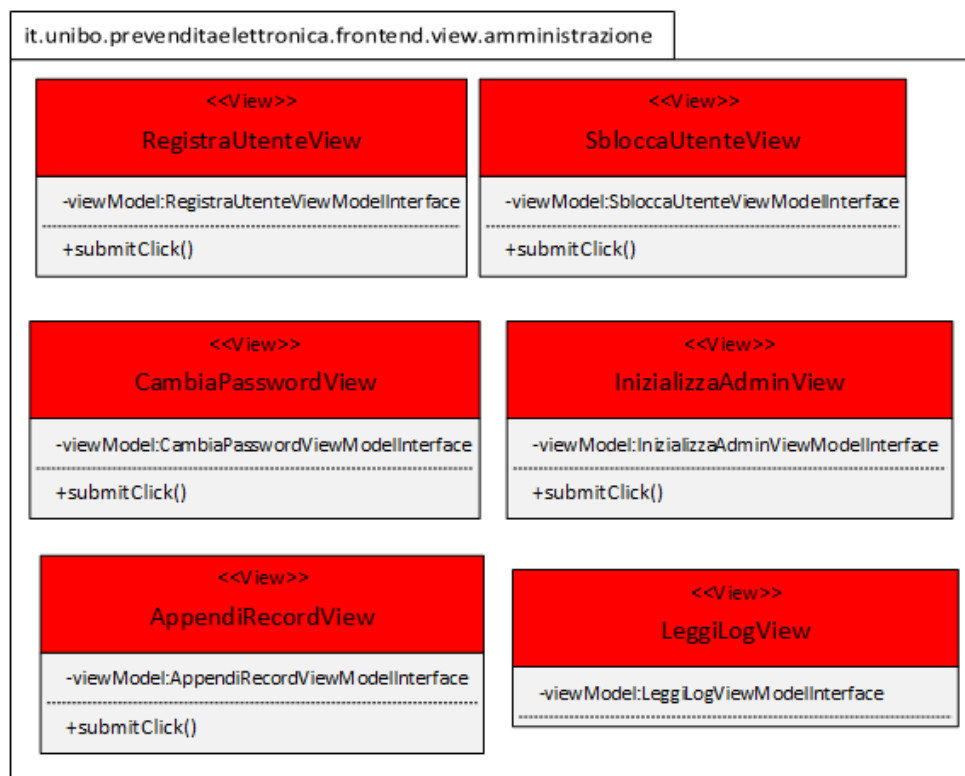 it.unibo.prevenditaelettronica.frontend.view.amministrazione
<<View>>
RegistraUtenteView
-viewModel:RegistraUtenteViewModelInterface
+submitClick()
<<View>>
SbloccaUtenteView
-viewModel:SbloccaUtenteViewModelInterface
+submitClick()
<<View>>
CambiaPasswordView
-viewModel:CambiaPasswordViewModelInterface
+submitClick()
<<View>>
InizializzaAdminView
-viewModel:InizializzaAdminViewModelInterface
+submitClick()
<<View>>
AppendiRecordView
-viewModel:AppendiRecordViewModelInterface
+submitClick()
<<View>>
LeggiLogView
-viewModel:LeggiLogViewModelInterface